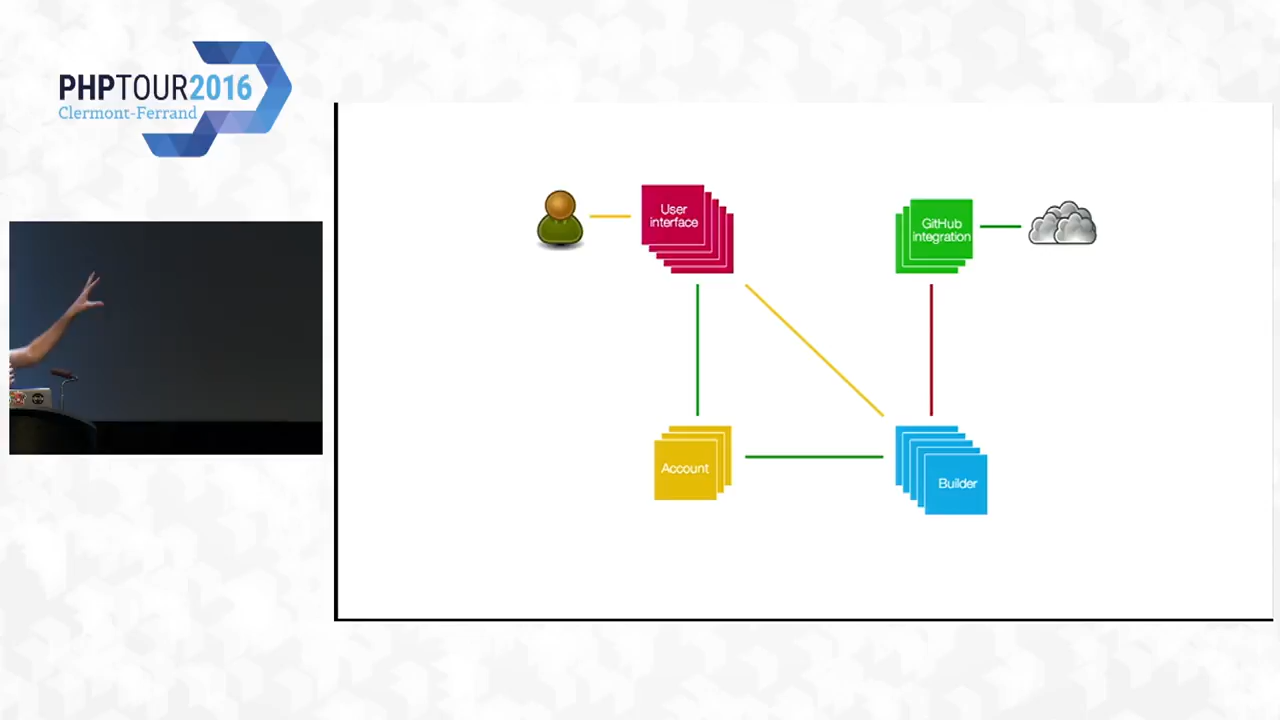 PHPTOUR2016
Clermont-Ferrand
User
interface
GitHub
integration
Account
Builder